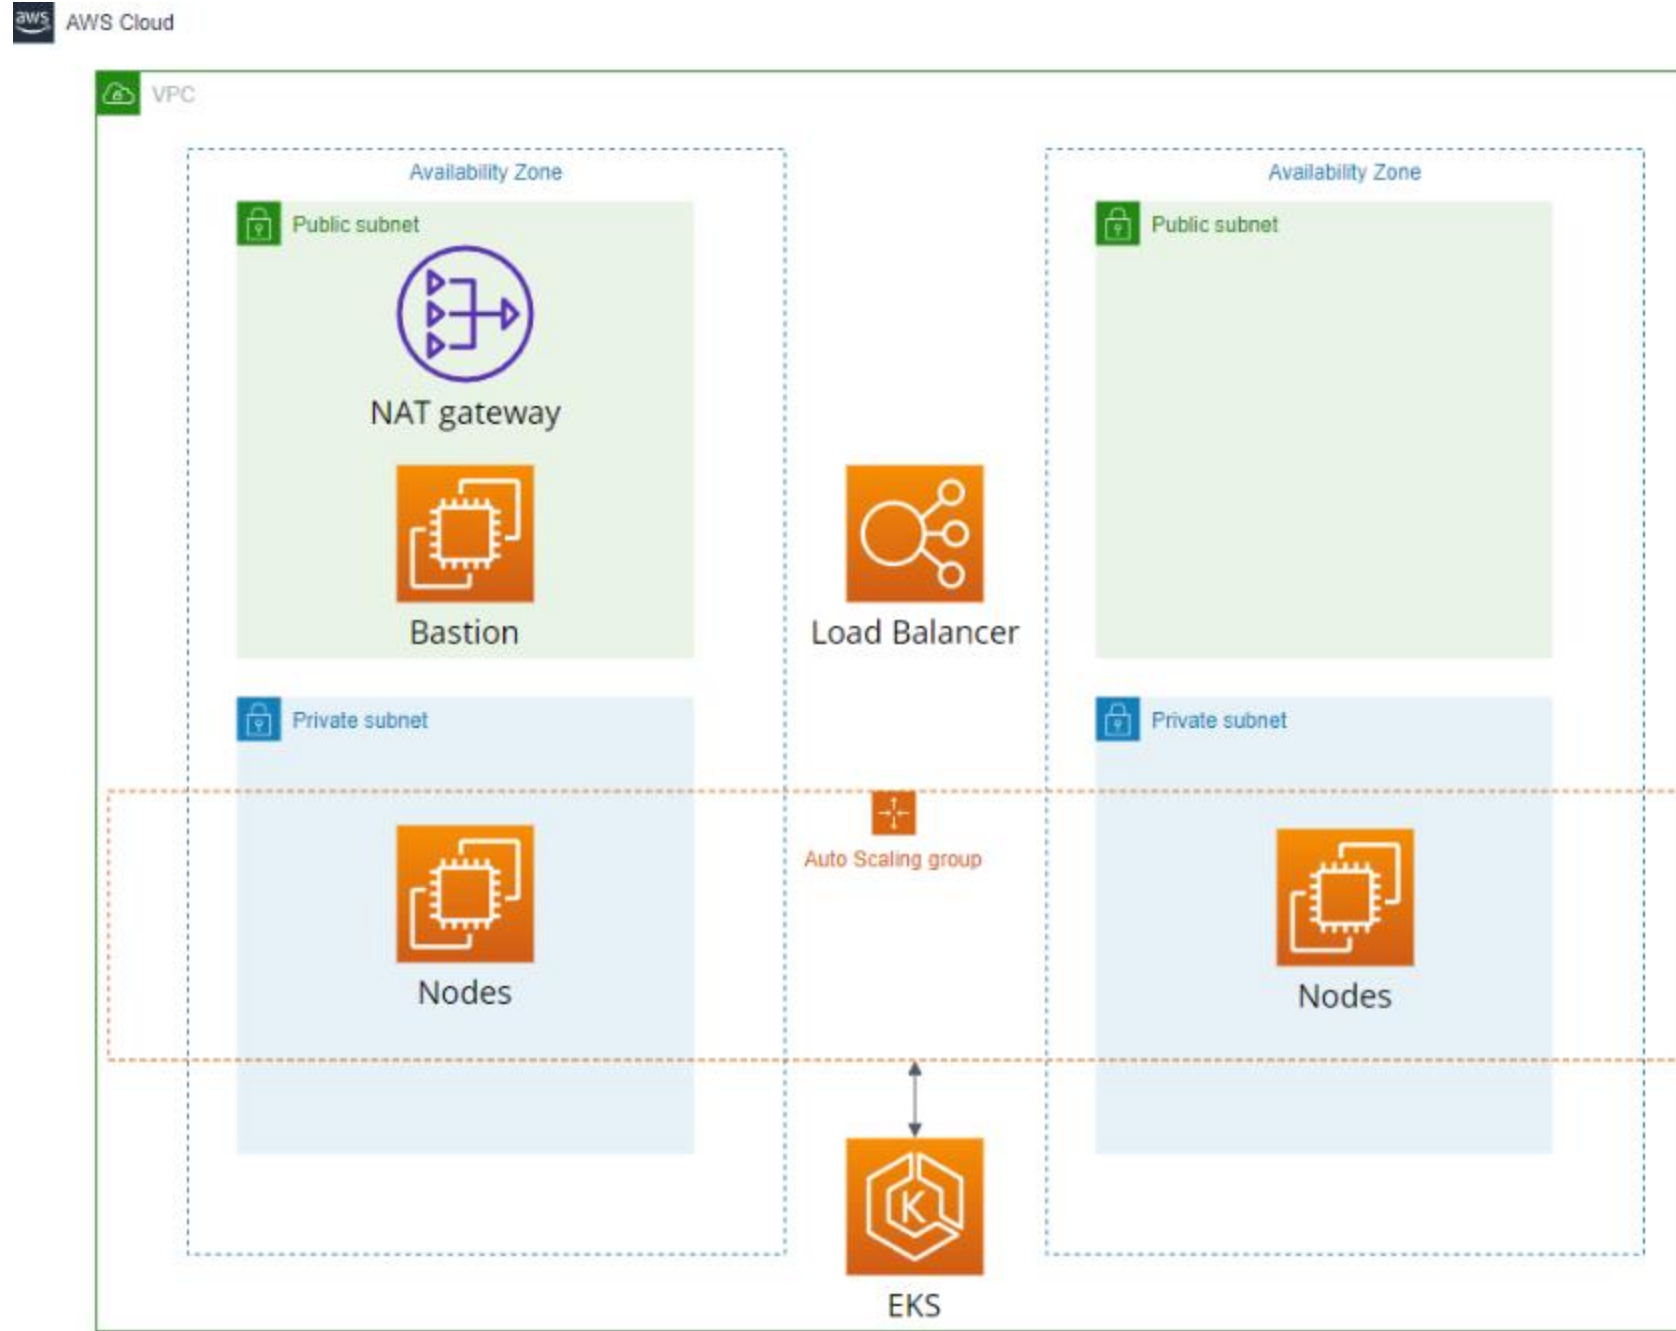 aws
AWS Cloud
VPC
Availability Zone
Availability Zone
Public subnet
Public subnet
NAT gateway
Bastion
Load Balancer
Private subnet
Private subnet
Auto Scaling group
Nodes
Nodes
K
EKS